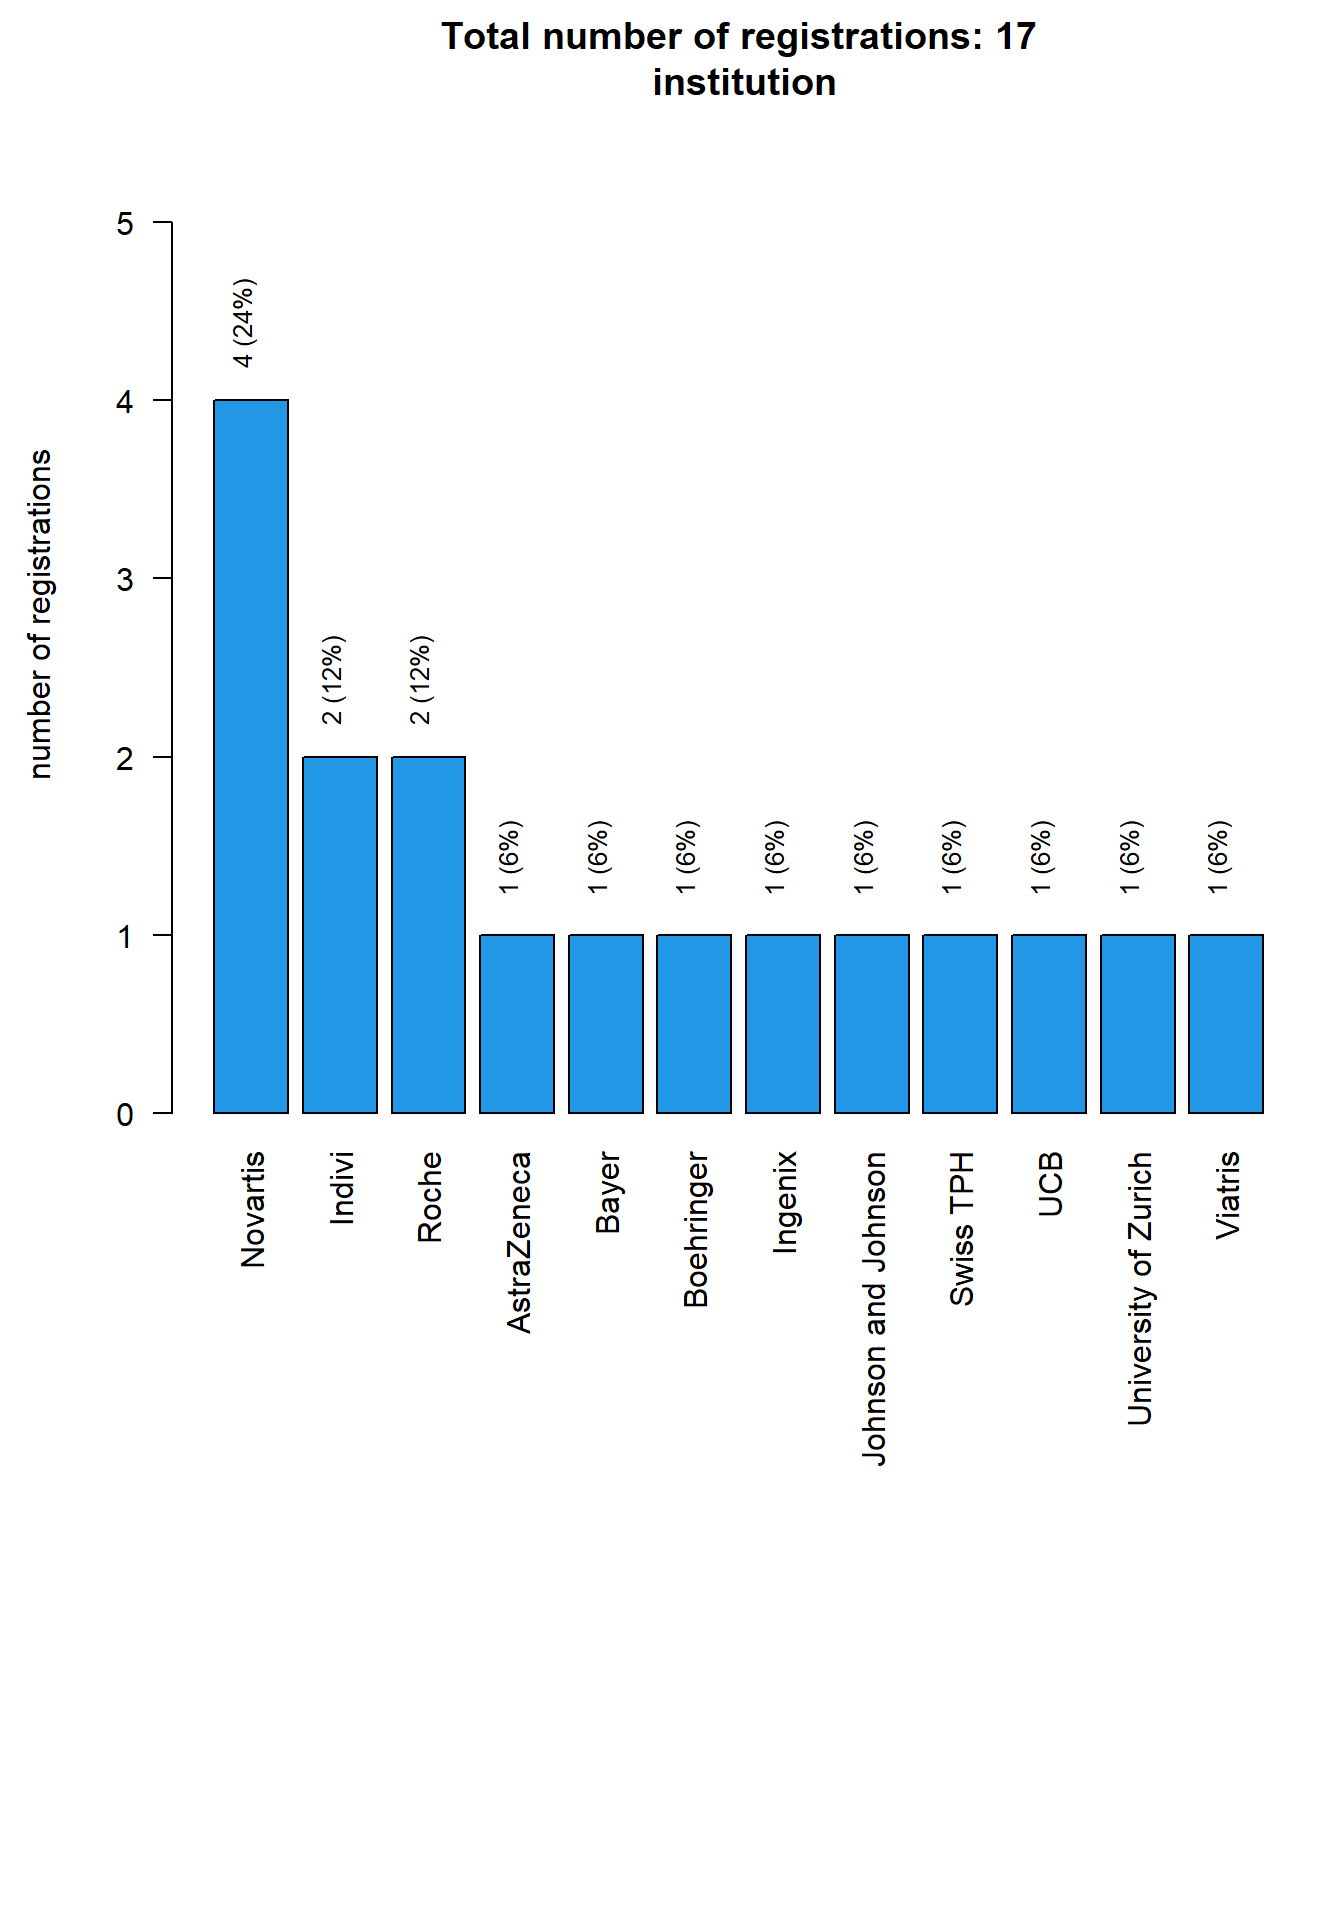 Total number of registrations: 17
institution
number of registrations
5
4
3
2
1
0
4 (24%)
2 (12%)
2 (12%)
1 (6%)
1 (6%)
1 (6%)
1 (6%)
1 (6%)
1 (6%)
1 (6%)
1 (6%)
1 (6%)
Novartis
Indivi
Roche
AstraZeneca
Bayer
Boehringer
Ingenix
Johnson and Johnson
Swiss TPH
UCB
University of Zurich
Viatris